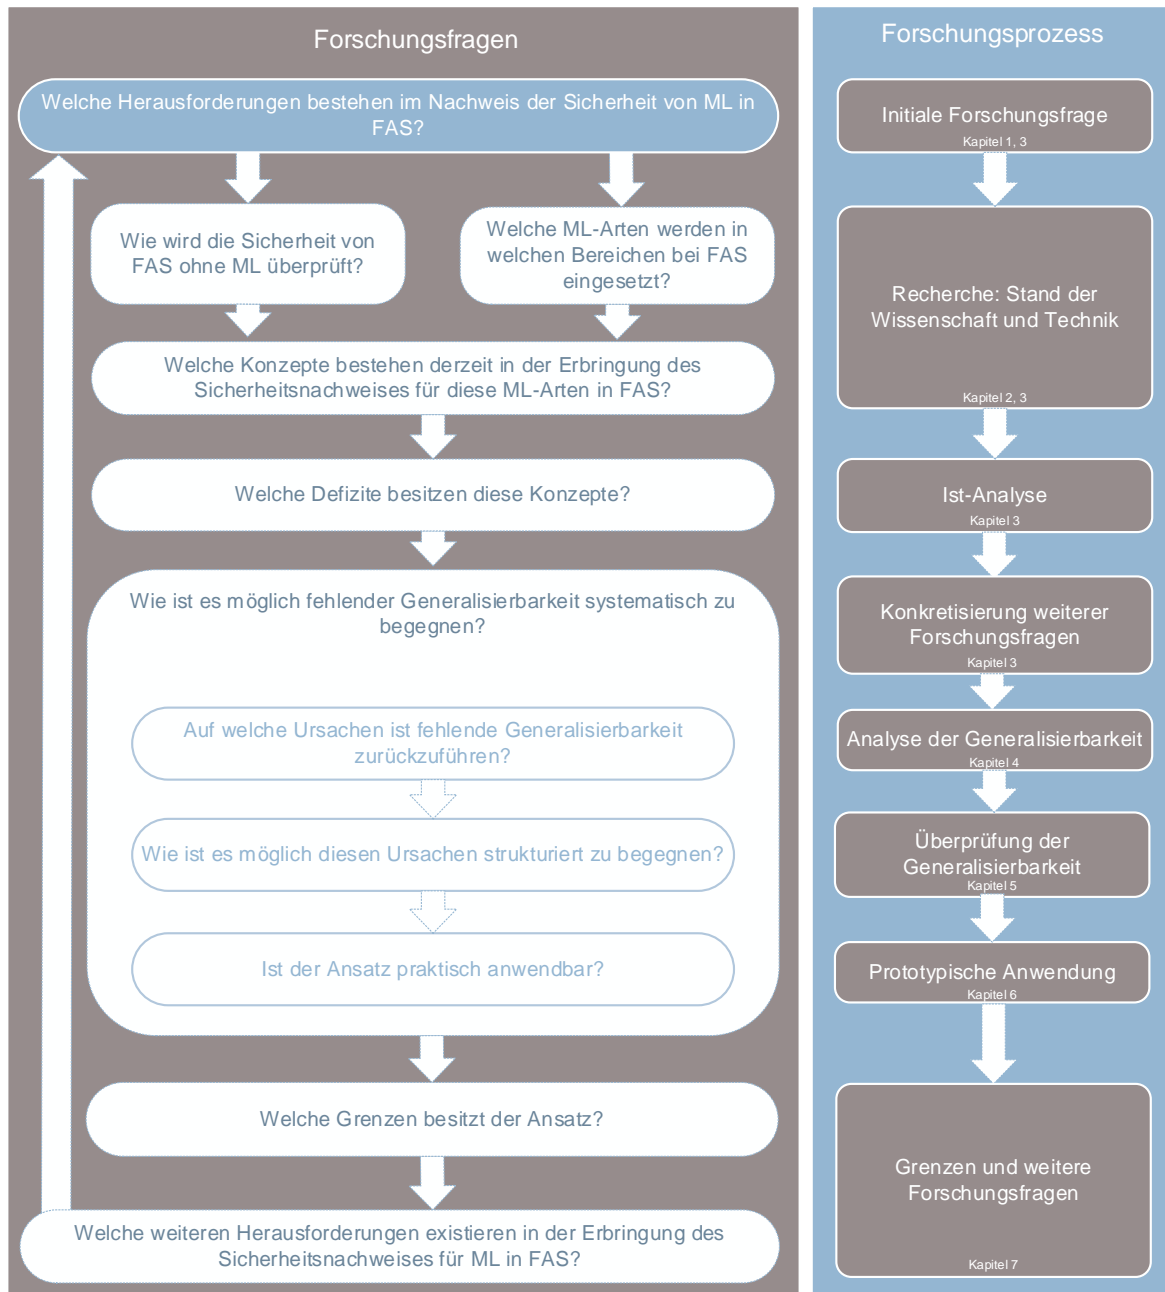 Forschungsfragen
Welche Herausforderungen bestehen im Nachweis der Sicherheit von ML in
FAS?
Wie wird die Sicherheit von
FAS ohne ML überprüft?
Welche ML-Arten werden in
welchen Bereichen bei FAS
eingesetzt?
Welche Konzepte bestehen derzeit in der Erbringung des
Sicherheitsnachweises für diese ML-Arten in FAS?
Welche Defizite besitzen diese Konzepte?
Wie ist es möglich fehlender Generalisierbarkeit systematisch zu
begegnen?
Auf welche Ursachen ist fehlende Generalisierbarkeit
zurückzuführen?
Wie ist es möglich diesen Ursachen strukturiert zu begegnen?
Ist der Ansatz praktisch anwendbar?
Welche Grenzen besitzt der Ansatz?
Welche weiteren Herausforderungen existieren in der Erbringung des
Sicherheitsnachweises für ML in FAS?
Forschungsprozess
Initiale Forschungsfrage
Kapitel 1, 3
Recherche: Stand der
Wissenschaft und Technik
Kapitel 2, 3
Ist-Analyse
Kapitel 3
Konkretisierung weiterer
Forschungsfragen
Kapitel 3
Analyse der Generalisierbarkeit
Kapitel 4
Überprüfung der
Generalisierbarkeit
Kapitel 5
Prototypische Anwendung
Kapitel 6
Grenzen und weitere
Forschungsfragen
Kapitel 7